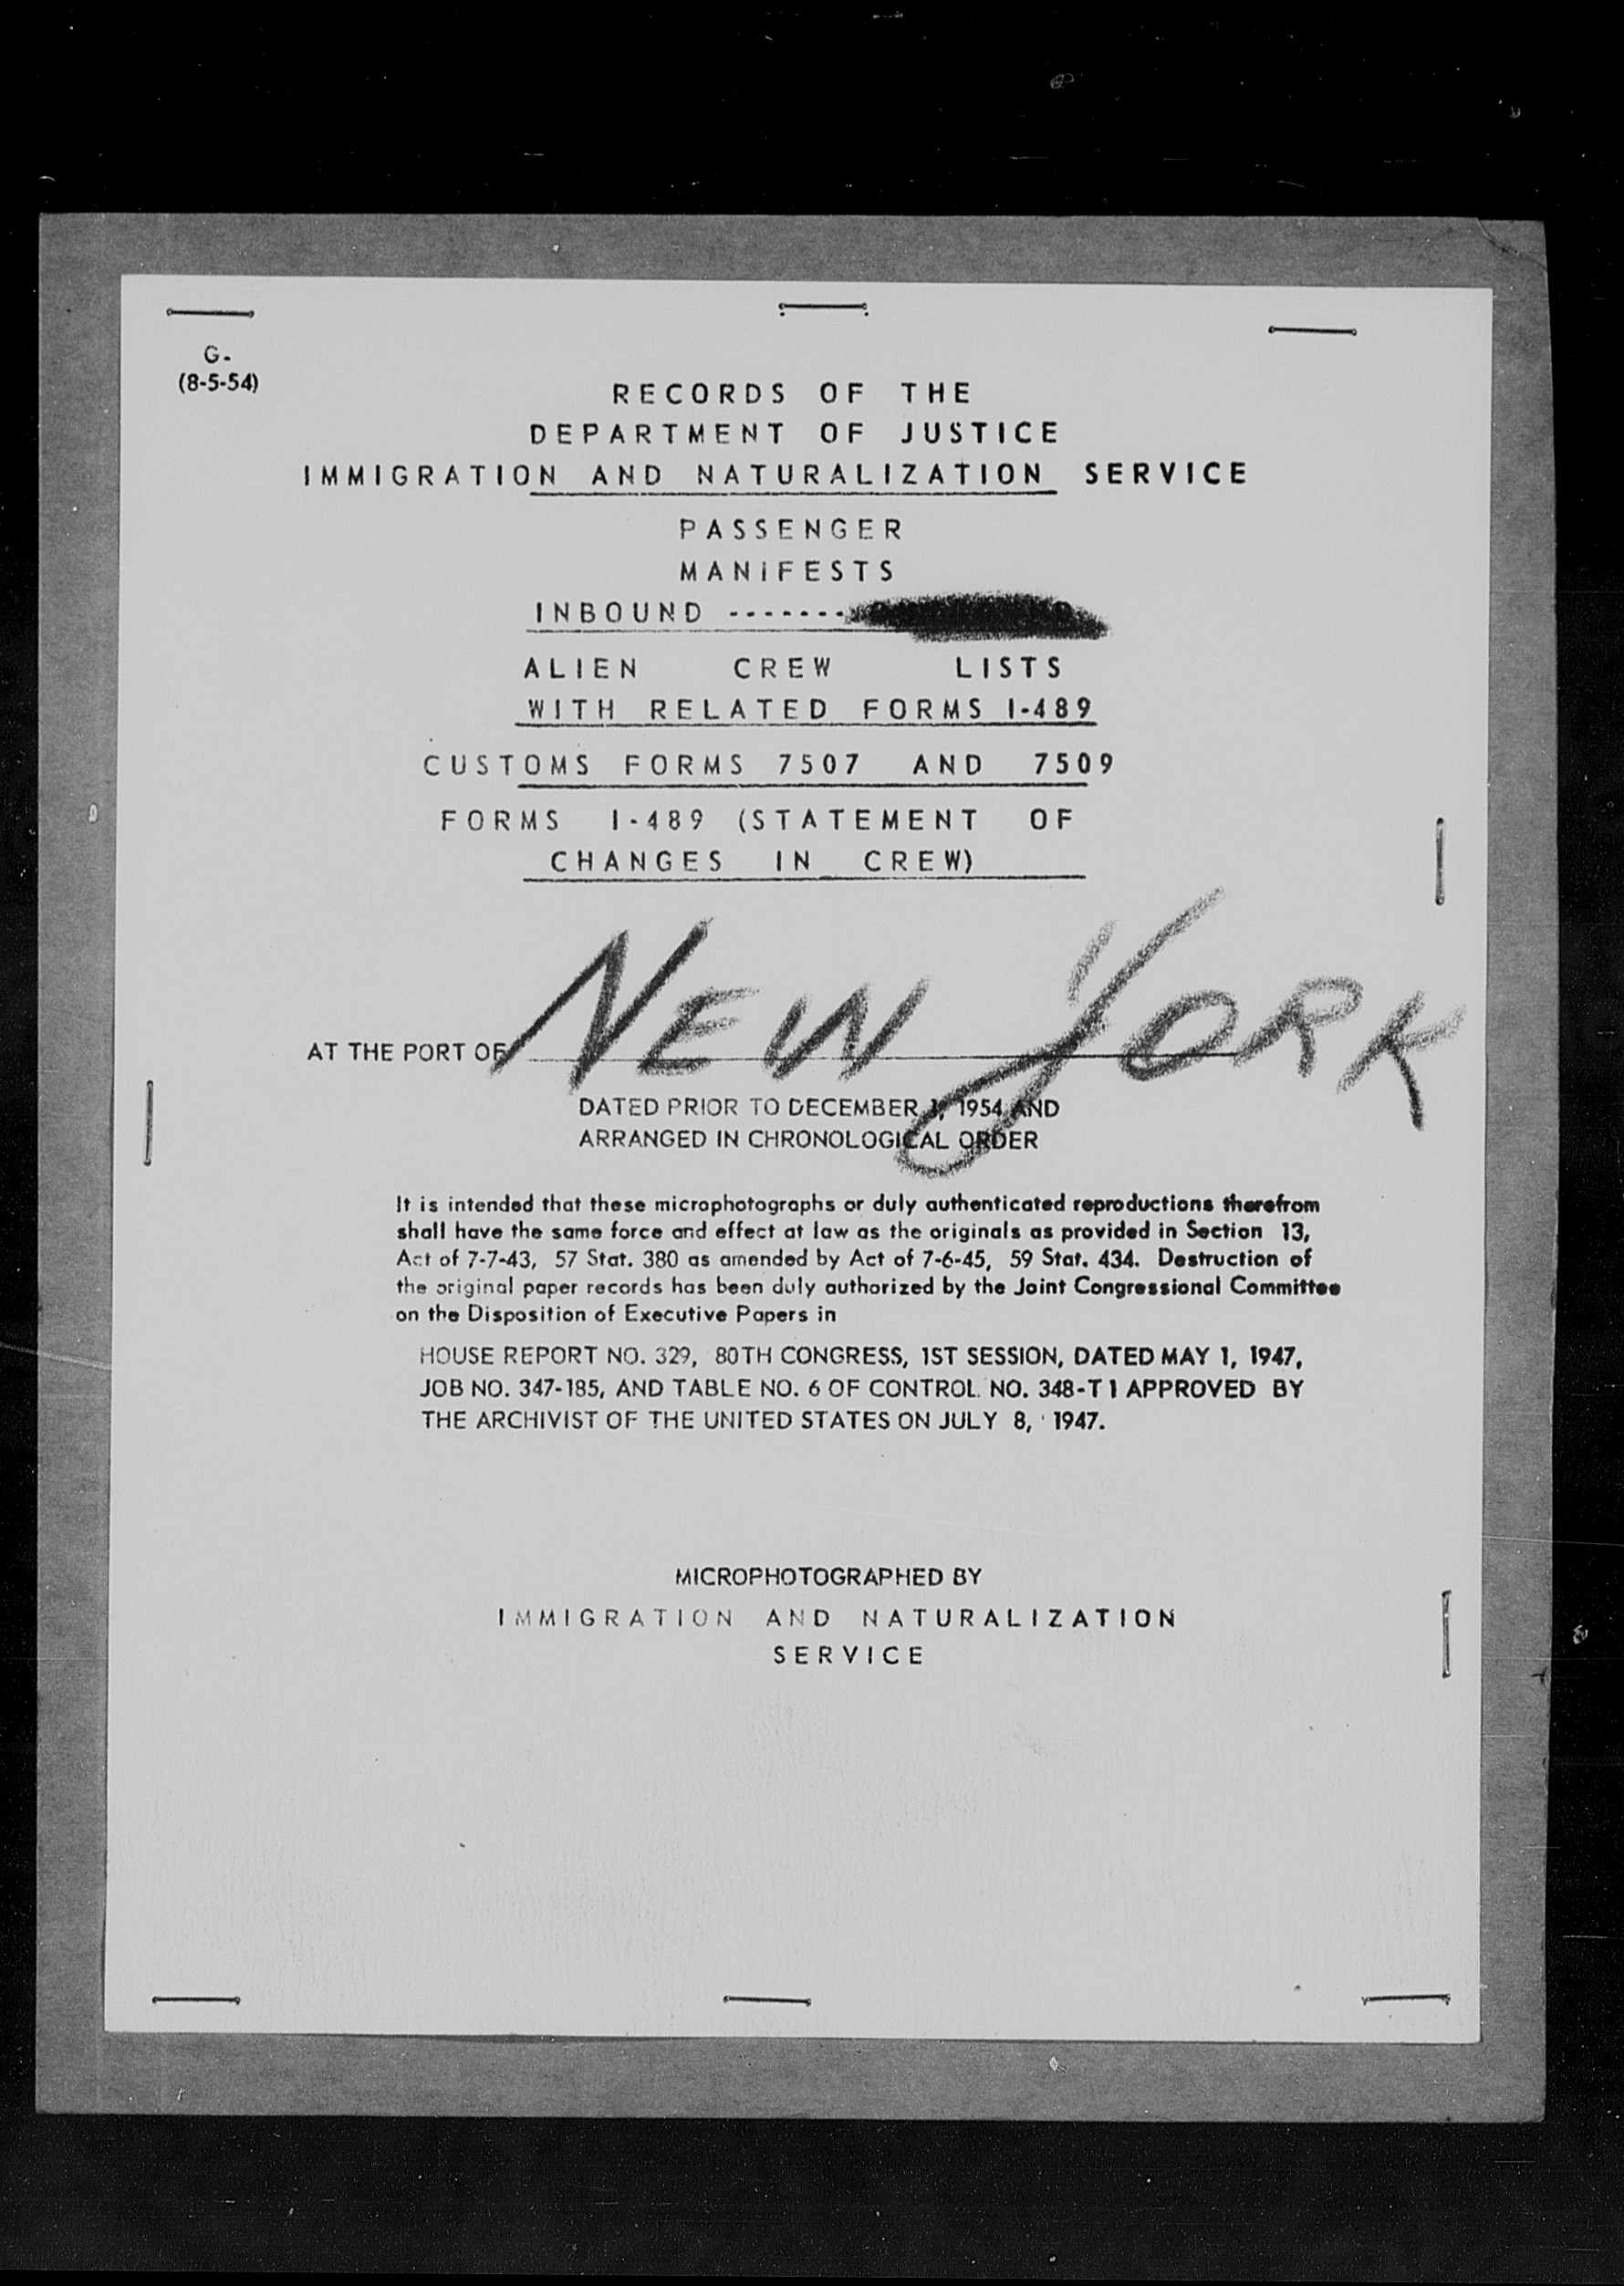 G-
(8-5-54)
RECORDS OF THE
DEPARTMENT OF JUSTICE
IMMIGRATION AND NATURALIZATION SERVICE
PASSENGER
MANIFESTS
INBOUND -------
ALIEN CREW LISTS
WITH RELATED FORMS I-489
CUSTOMS FORMS 7507 AND 7509
FORMS I-489 (STATEMENT OF
CHANGES IN CREW)
AT THE PORT OF NEW YORK
DATED PRIOR TO DECEMBER 1, 1954 AND
ARRANGED IN CHRONOLOGICAL ORDER
It is intended that these microphotographs or duly authenticated reproductions therefrom
shall have the same force and effect at law as the originals as provided in Section 13,
Act of 7-7-43, 57 Stat. 380 as amended by Act of 7-6-45, 59 Stat. 434. Destruction of
the original paper records has been duly authorized by the Joint Congressional Committee
on the Disposition of Executive Papers in
HOUSE REPORT NO. 329, 80TH CONGRESS, 1ST SESSION, DATED MAY 1, 1947,
JOB NO. 347-185, AND TABLE NO. 6 OF CONTROL NO. 348-T1 APPROVED BY
THE ARCHIVIST OF THE UNITED STATES ON JULY 8, 1947.
MICROPHOTOGRAPHED BY
IMMIGRATION AND NATURALIZATION
SERVICE